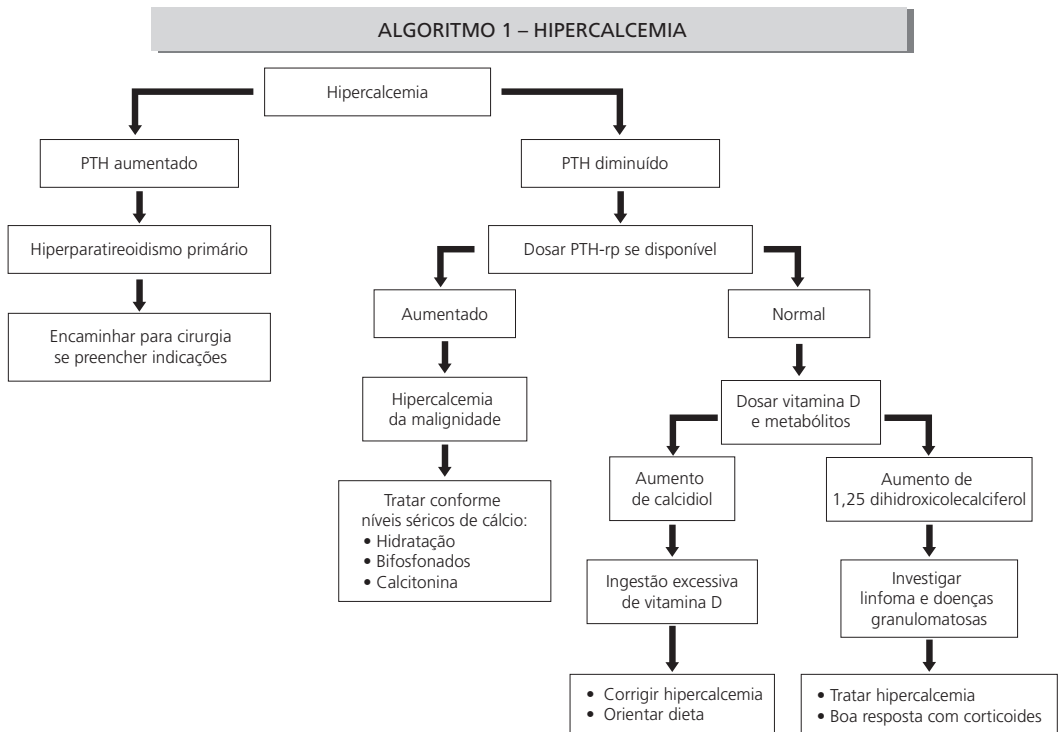 ALGORITMO 1 – HIPERCALCEMIA
Hipercalcemia
PTH aumentado
PTH diminuído
Hiperparatireoidismo primário
Dosar PTH-rp se disponível
Encaminhar para cirurgia
se preencher indicações
Aumentado
Normal
Hipercalcemia
da malignidade
Dosar vitamina D
e metabólitos
Tratar conforme
níveis séricos de cálcio:
• Hidratação
• Bifosfonados
• Calcitonina
Aumento
de calcidiol
Aumento de
1,25 dihidroxicolecalciferol
Ingestão excessiva
de vitamina D
Investigar
linfoma e doenças
granulomatosas
• Corrigir hipercalcemia
• Orientar dieta
• Tratar hipercalcemia
• Boa resposta com corticoides